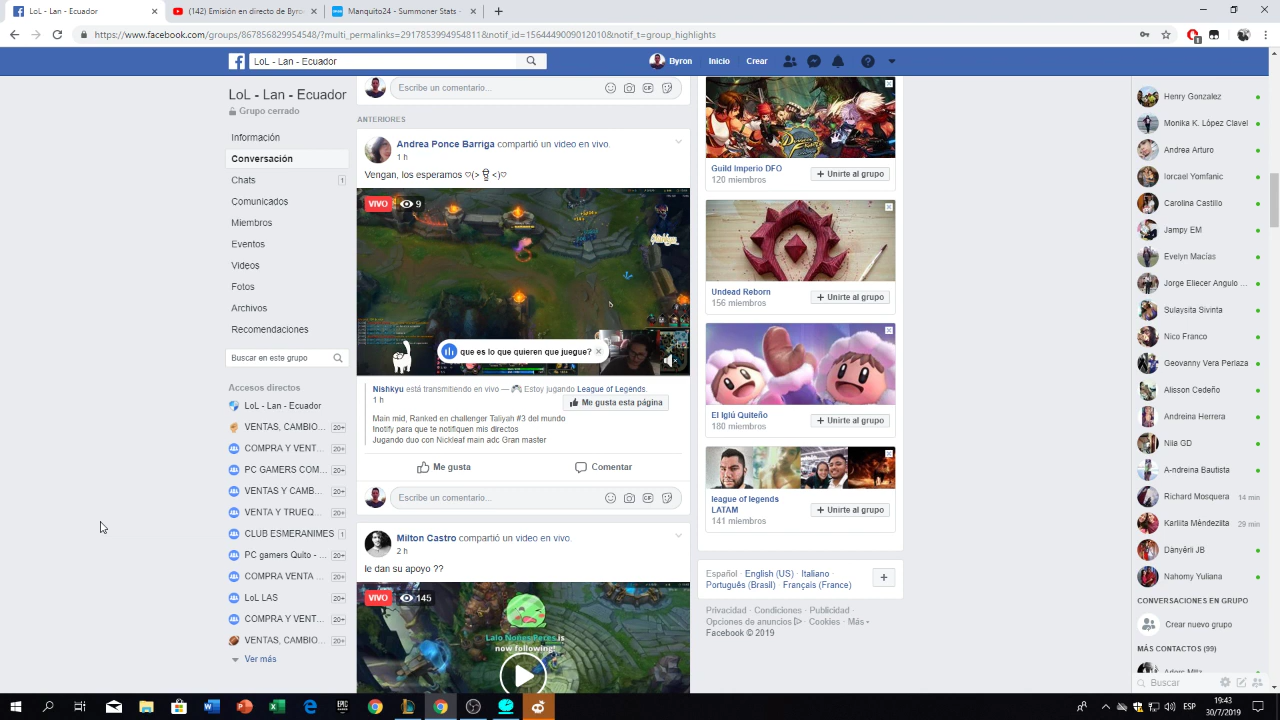 LoL - Lan - Ecuador
(142) Emisión en directo de Byro
Manquito24 - Summoner Stats -
https://www.facebook.com/groups/867856829954548/?multi_permalinks=2917853994954811&notif_id=1564449009012010&notif_t=group_highlights
LoL - Lan - Ecuador
Byron
Inicio
Crear
LoL - Lan - Ecuador
Grupo cerrado
Información
Conversación
Chats 1
Comunicados
Miembros
Eventos
Videos
Fotos
Archivos
Recomendaciones
Buscar en este grupo
Accesos directos
LoL - Lan - Ecuador
VENTAS, CAMBIO... 20+
COMPRA Y VENT... 20+
PC GAMERS COM... 20+
VENTAS Y CAMB... 20+
VENTA Y TRUEQ... 20+
CLUB ESMERANIMES 1
PC gamers Quito - ... 20+
COMPRA VENTA ... 20+
LoL LAS 20+
COMPRA Y VENT... 20+
VENTAS, CAMBIO... 20+
Ver más
Escribe un comentario...
ANTERIORES
Andrea Ponce Barriga compartió un video en vivo.
1 h
Vengan, los esperamos
VIVO 9
que es lo que quieren que juegue?
Nishkyu está transmitiendo en vivo — Estoy jugando League of Legends.
1 h
Me gusta esta página
Main mid, Ranked en challenger Taliyah #3 del mundo
!notify para que te notifiquen mis directos
Jugando duo con Nickleaf main adc Gran master
Me gusta
Comentar
Escribe un comentario...
Milton Castro compartió un video en vivo.
2 h
le dan su apoyo ??
VIVO 145
Lalo Noñes Peres is
now following!
Guild Imperio DFO
120 miembros
Unirte al grupo
Undead Reborn
156 miembros
Unirte al grupo
El Iglú Quiteño
180 miembros
Unirte al grupo
league of legends
LATAM
141 miembros
Unirte al grupo
Español · English (US) · Italiano ·
Português (Brasil) · Français (France)
Privacidad · Condiciones · Publicidad ·
Opciones de anuncios · Cookies · Más
Facebook © 2019
Henry Gonzalez
Monika K. López Clavel
Andrea Arturo
Iorcael Yomfanic
Carolina Castillo
Jampy EM
Evelyn Macías
Jorge Eliecer Angulo ...
Sulaysita Sivinta
Nico Franco
Geovanny Vera Perlaza
Alisson Cedeño
Andreina Herrera
Nila GD
A-ndreina Bautista
Richard Mosquera 14 min
Karliita Mèndezilta 29 min
Dànyêrli JB
Nahomy Yuliana
CONVERSACIONES EN GRUPO
Crear nuevo grupo
MÁS CONTACTOS (99)
Buscar
ESP
19:43
30/7/2019